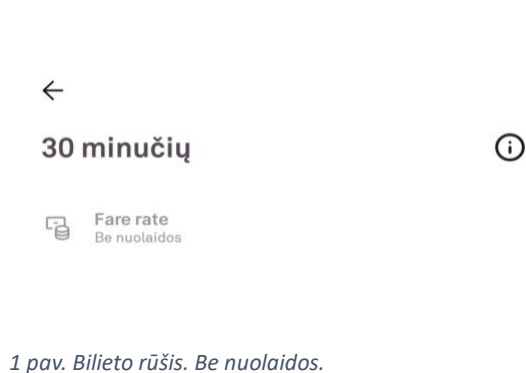 30 minučių
Fare rate
Be nuolaidos
1 pav. Bilieto rūšis. Be nuolaidos.